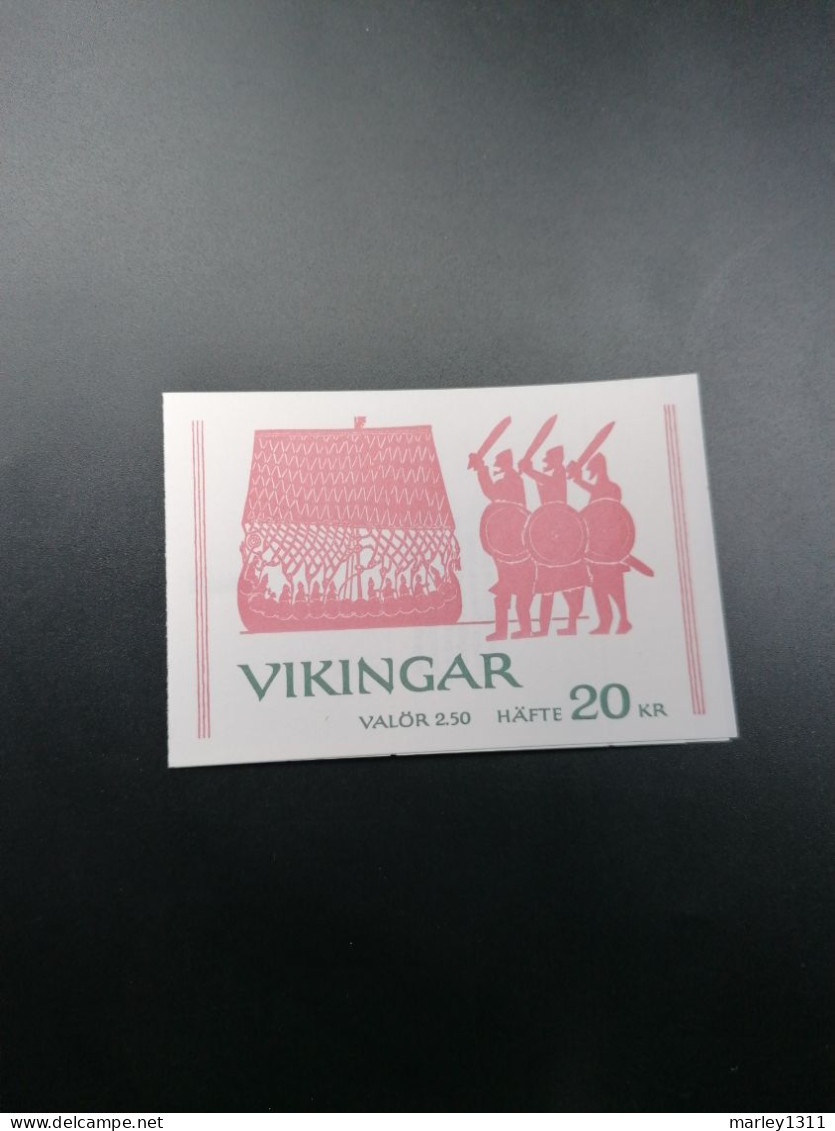 VIKINGAR
VALÖR 2.50 HÄFTE 20 KR
www.delcampe.net
marley1311